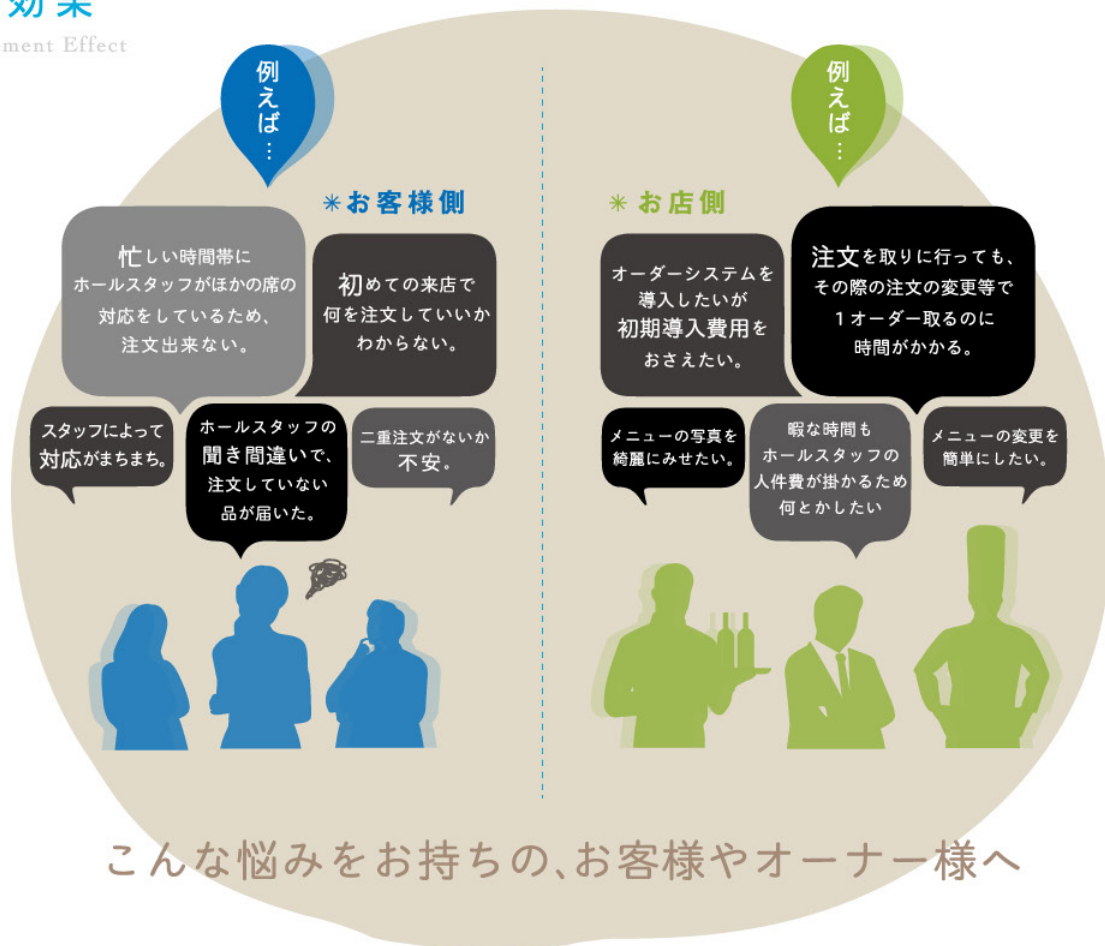 効果
ment Effect
例えば…
＊お客様側
忙しい時間帯に
ホールスタッフがほかの席の
対応をしているため、
注文出来ない。
初めての来店で
何を注文していいか
わからない。
スタッフによって
対応がまちまち。
ホールスタッフの
聞き間違いで、
注文していない
品が届いた。
二重注文がないか
不安。
例えば…
＊お店側
オーダーシステムを
導入したいが
初期導入費用を
おさえたい。
注文を取りに行っても、
その際の注文の変更等で
1オーダー取るのに
時間がかかる。
メニューの写真を
綺麗にみせたい。
暇な時間も
ホールスタッフの
人件費が掛かるため
何とかしたい
メニューの変更を
簡単にしたい。
こんな悩みをお持ちの、お客様やオーナー様へ